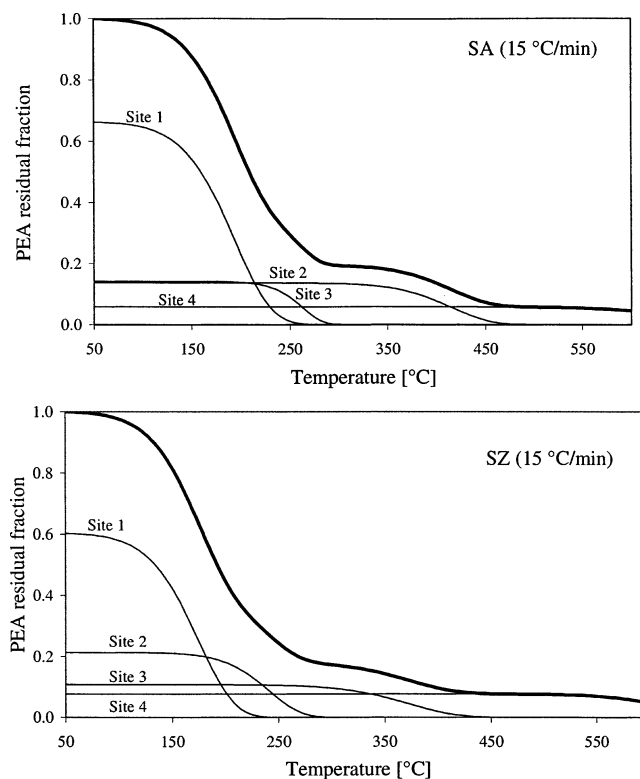 1.0
SA (15 °C/min)
0.8
Site 1
0.6
PEA residual fraction
0.4
0.2
Site 2
Site 3
Site 4
0.0
50 150 250 350 450 550
Temperature [°C]
1.0
SZ (15 °C/min)
0.8
Site 1
0.6
PEA residual fraction
0.4
Site 2
0.2
Site 3
Site 4
0.0
50 150 250 350 450 550
Temperature [°C]